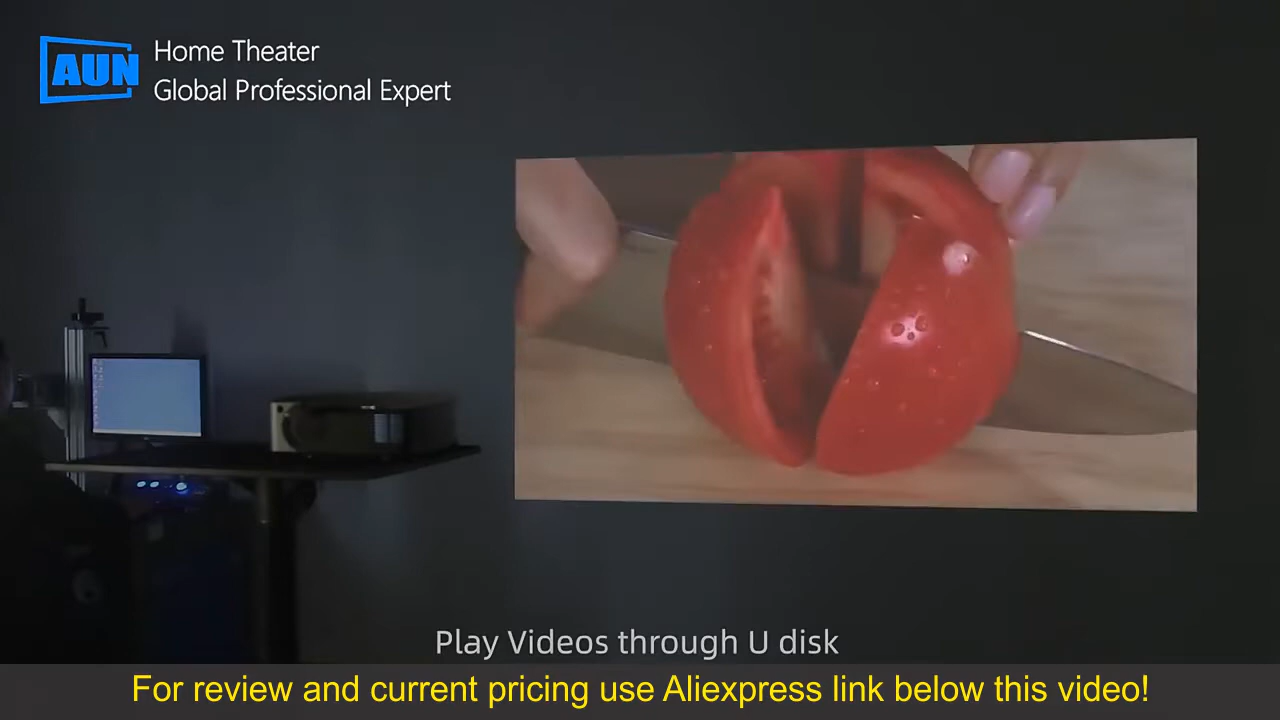 AUN
Home Theater
Global Professional Expert
Play Videos through U disk
For review and current pricing use Aliexpress link below this video!